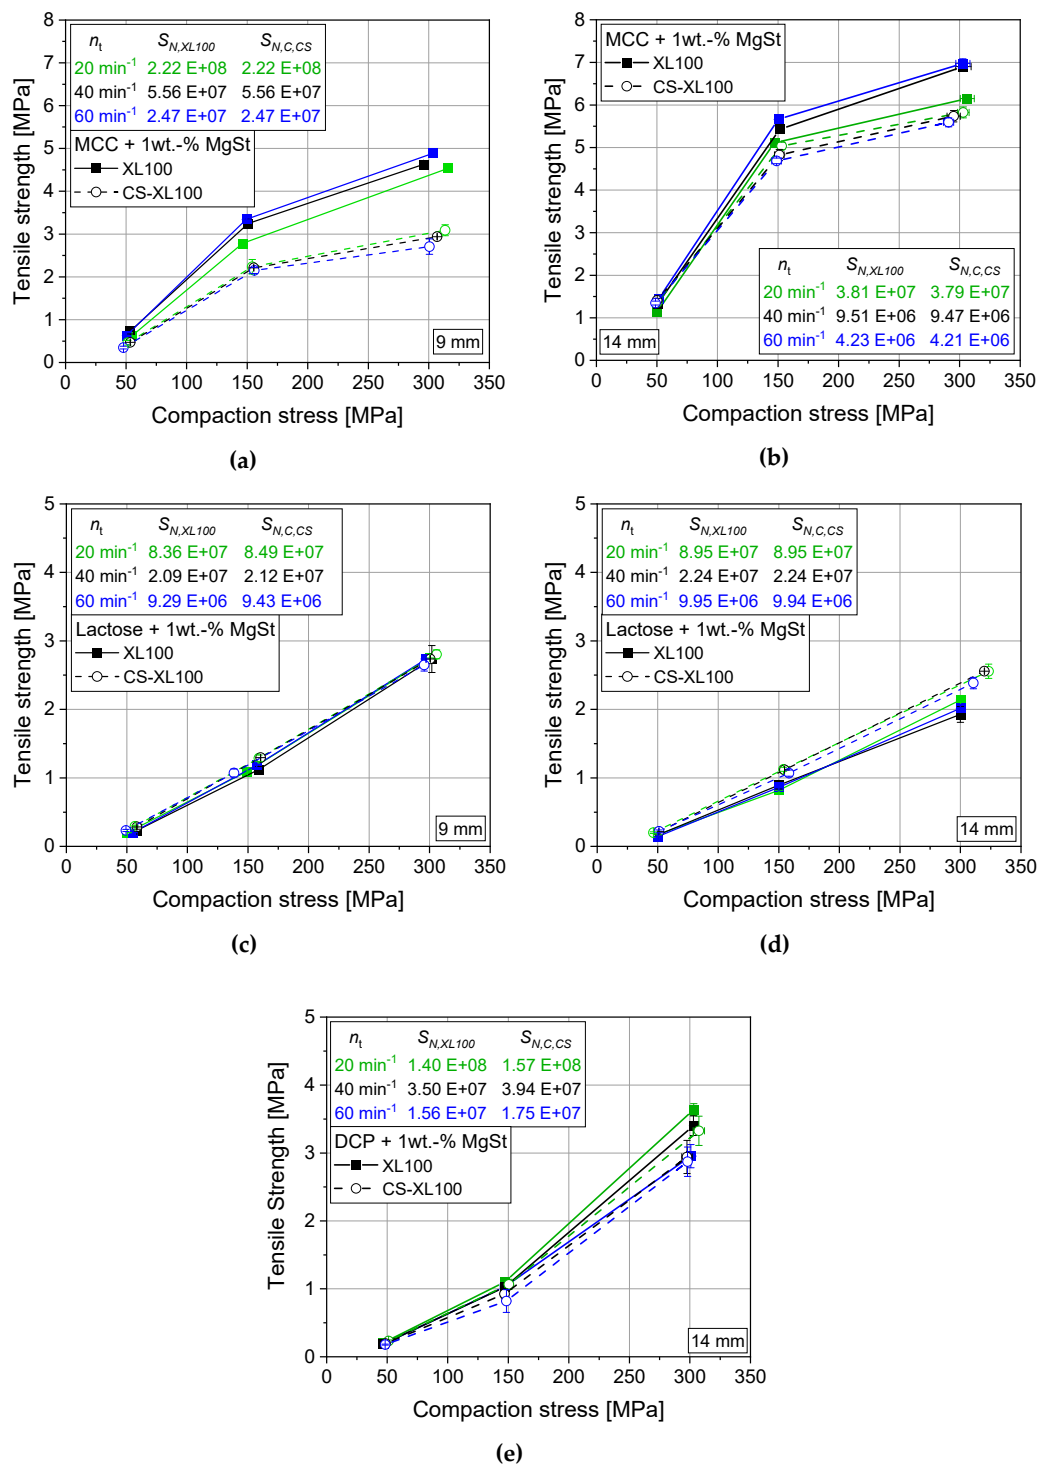 8
7
6
5
4
3
2
1
0
Tensile strength [MPa]
nt SN,XL100 SN,C,CS
20 min-1 2.22 E+08 2.22 E+08
40 min-1 5.56 E+07 5.56 E+07
60 min-1 2.47 E+07 2.47 E+07
MCC + 1wt.-% MgSt
XL100
CS-XL100
9 mm
0 50 100 150 200 250 300 350
Compaction stress [MPa]
(a)
8
7
6
5
4
3
2
1
0
Tensile strength [MPa]
MCC + 1wt.-% MgSt
XL100
CS-XL100
nt SN,XL100 SN,C,CS
20 min-1 3.81 E+07 3.79 E+07
40 min-1 9.51 E+06 9.47 E+06
60 min-1 4.23 E+06 4.21 E+06
14 mm
0 50 100 150 200 250 300 350
Compaction stress [MPa]
(b)
5
4
3
2
1
0
Tensile strength [MPa]
nt SN,XL100 SN,C,CS
20 min-1 8.36 E+07 8.49 E+07
40 min-1 2.09 E+07 2.12 E+07
60 min-1 9.29 E+06 9.43 E+06
Lactose + 1wt.-% MgSt
XL100
CS-XL100
9 mm
0 50 100 150 200 250 300 350
Compaction stress [MPa]
(c)
5
4
3
2
1
0
Tensile strength [MPa]
nt SN,XL100 SN,C,CS
20 min-1 8.95 E+07 8.95 E+07
40 min-1 2.24 E+07 2.24 E+07
60 min-1 9.95 E+06 9.94 E+06
Lactose + 1wt.-% MgSt
XL100
CS-XL100
14 mm
0 50 100 150 200 250 300 350
Compaction stress [MPa]
(d)
5
4
3
2
1
0
Tensile Strength [MPa]
nt SN,XL100 SN,C,CS
20 min-1 1.40 E+08 1.57 E+08
40 min-1 3.50 E+07 3.94 E+07
60 min-1 1.56 E+07 1.75 E+07
DCP + 1wt.-% MgSt
XL100
CS-XL100
14 mm
0 50 100 150 200 250 300 350
Compaction stress [MPa]
(e)